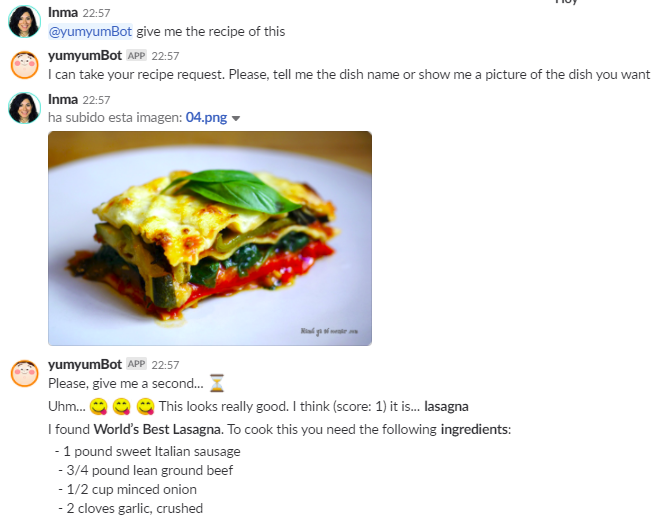 Hoy
Inma 22:57
@yumyumBot give me the recipe of this
yumyumBot APP 22:57
I can take your recipe request. Please, tell me the dish name or show me a picture of the dish you want
Inma 22:57
ha subido esta imagen: 04.png
yumyumBot APP 22:57
Please, give me a second...
Uhm... This looks really good. I think (score: 1) it is... lasagna
I found World's Best Lasagna. To cook this you need the following ingredients:
- 1 pound sweet Italian sausage
- 3/4 pound lean ground beef
- 1/2 cup minced onion
- 2 cloves garlic, crushed